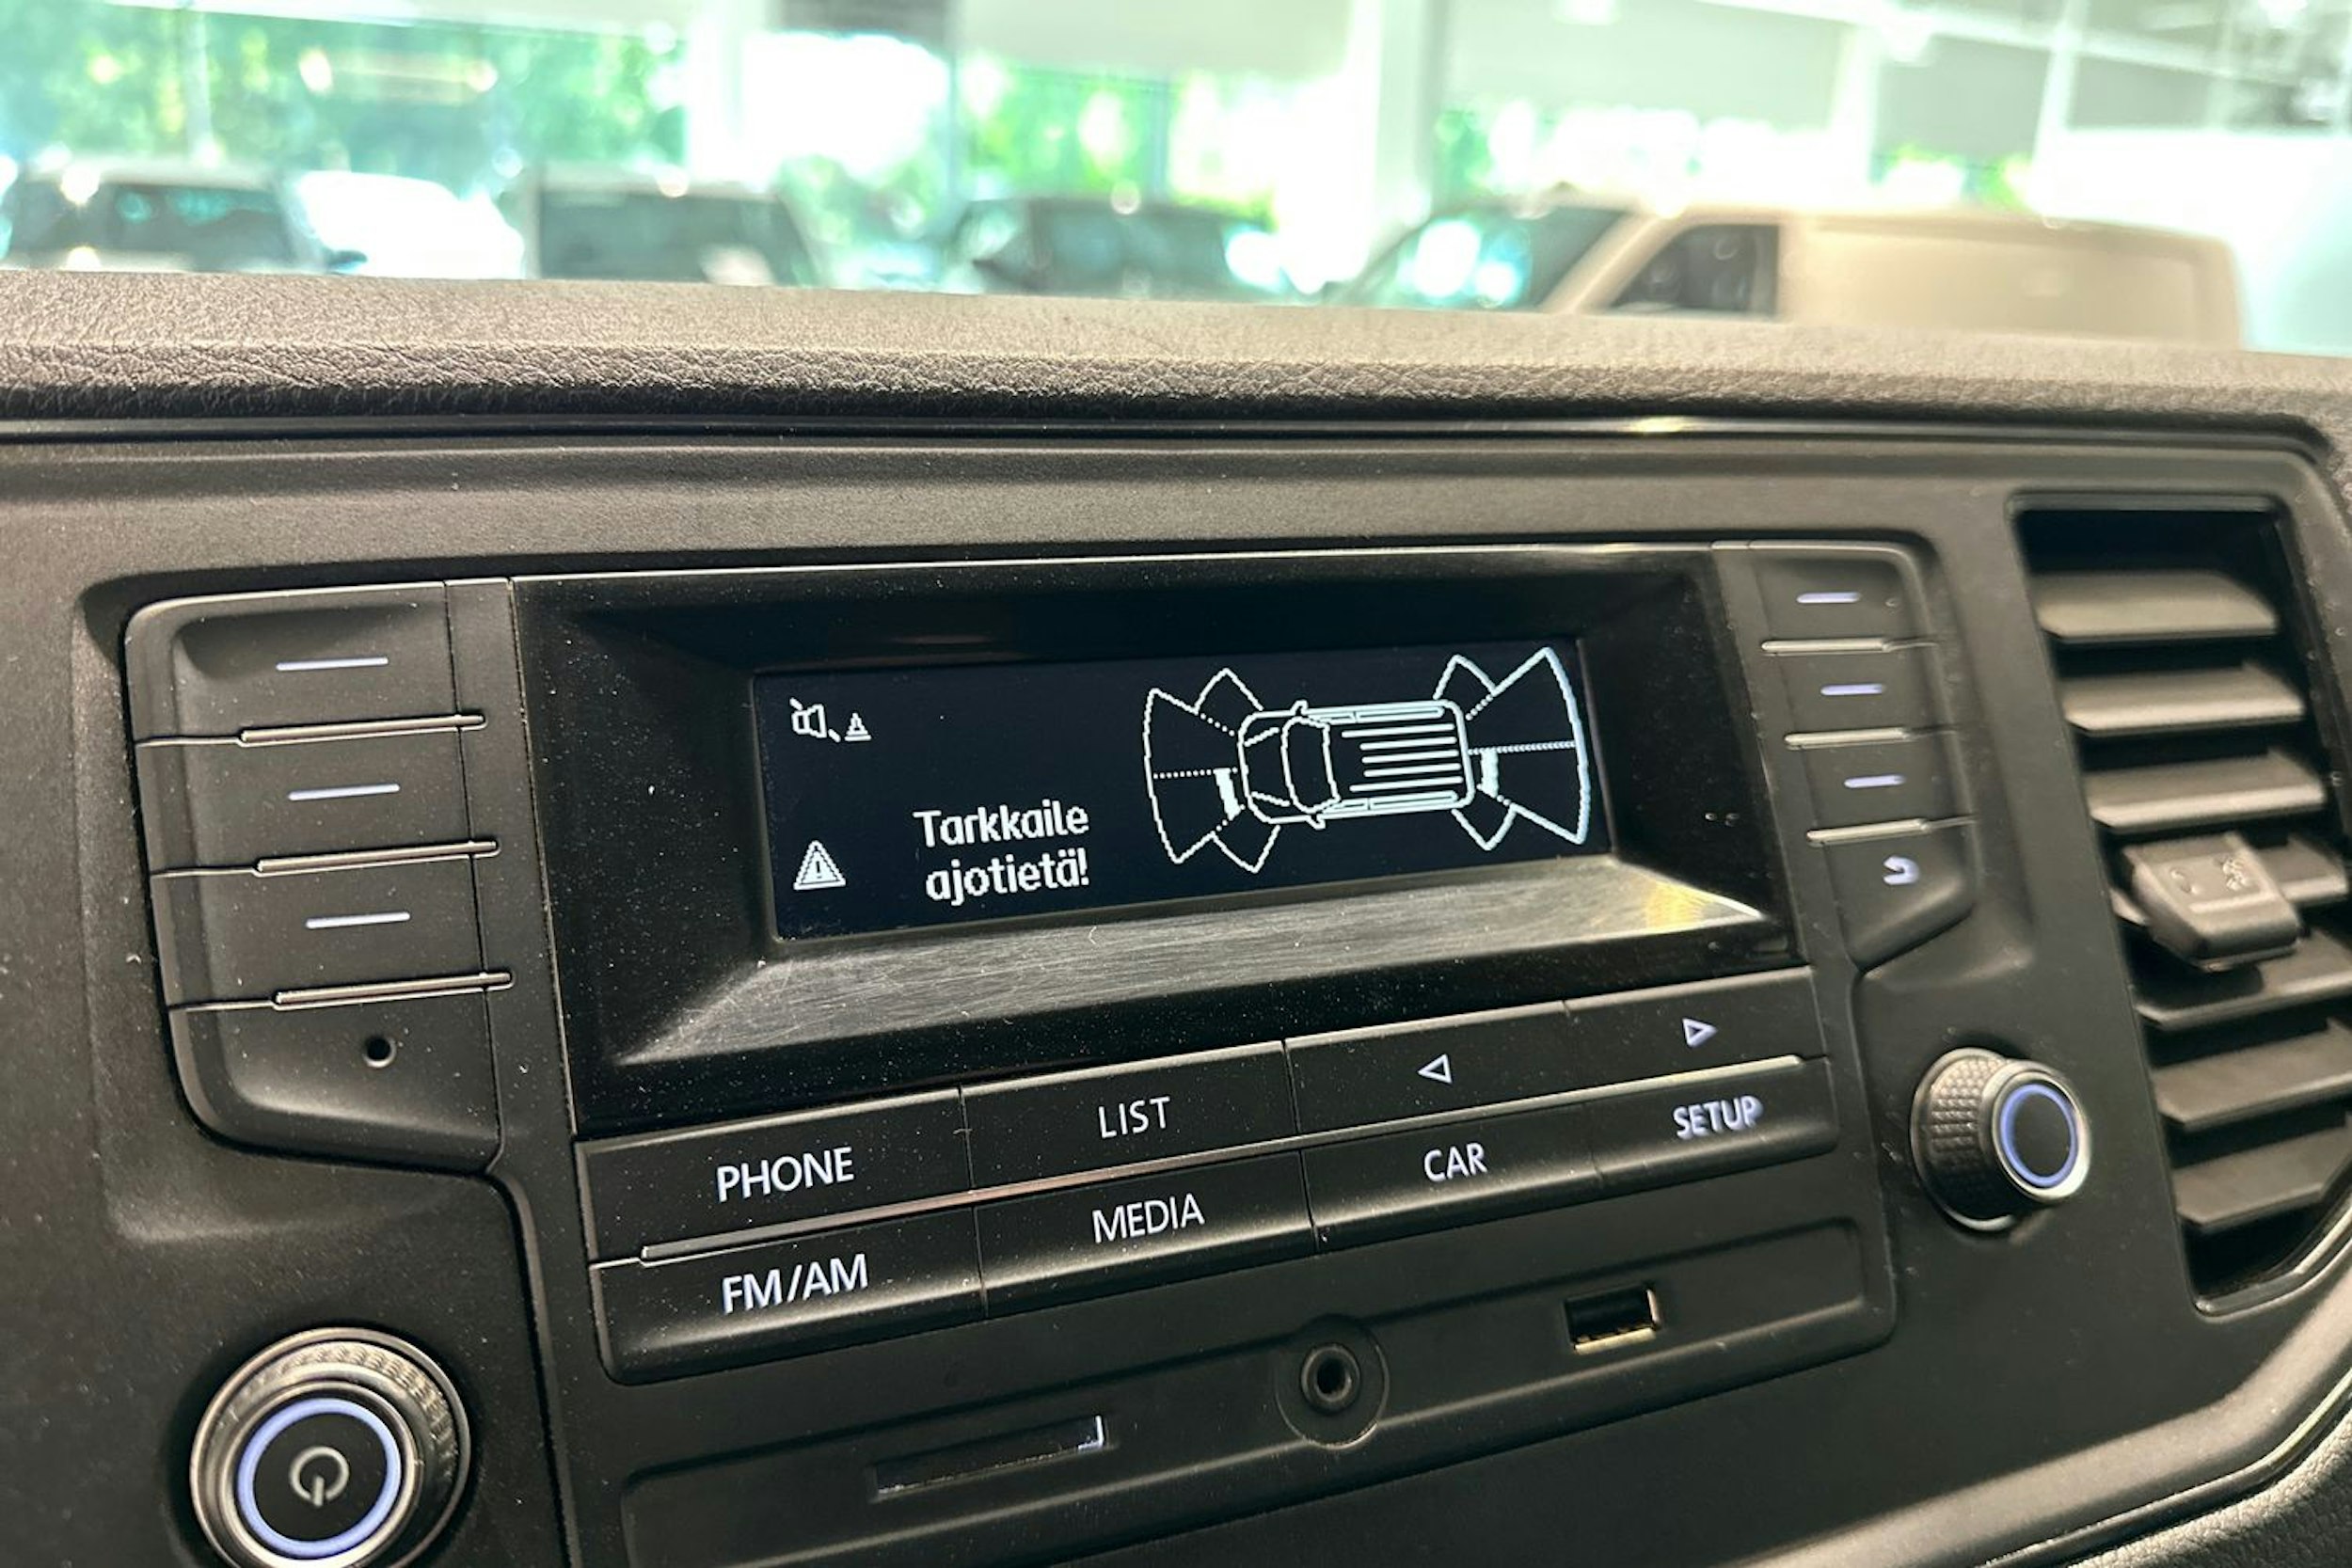 Tarkkaile
ajotietä!
PHONE
LIST
FM/AM
MEDIA
CAR
SETUP